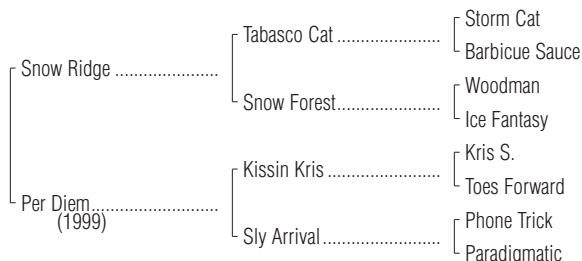 Storm Cat
Tabasco Cat ........................
Barbicue Sauce
Snow Ridge ........................
Woodman
Snow Forest........................
Ice Fantasy
Kris S.
Kissin Kris ..........................
Toes Forward
Per Diem.............................
(1999)
Phone Trick
Sly Arrival............................
Paradigmatic